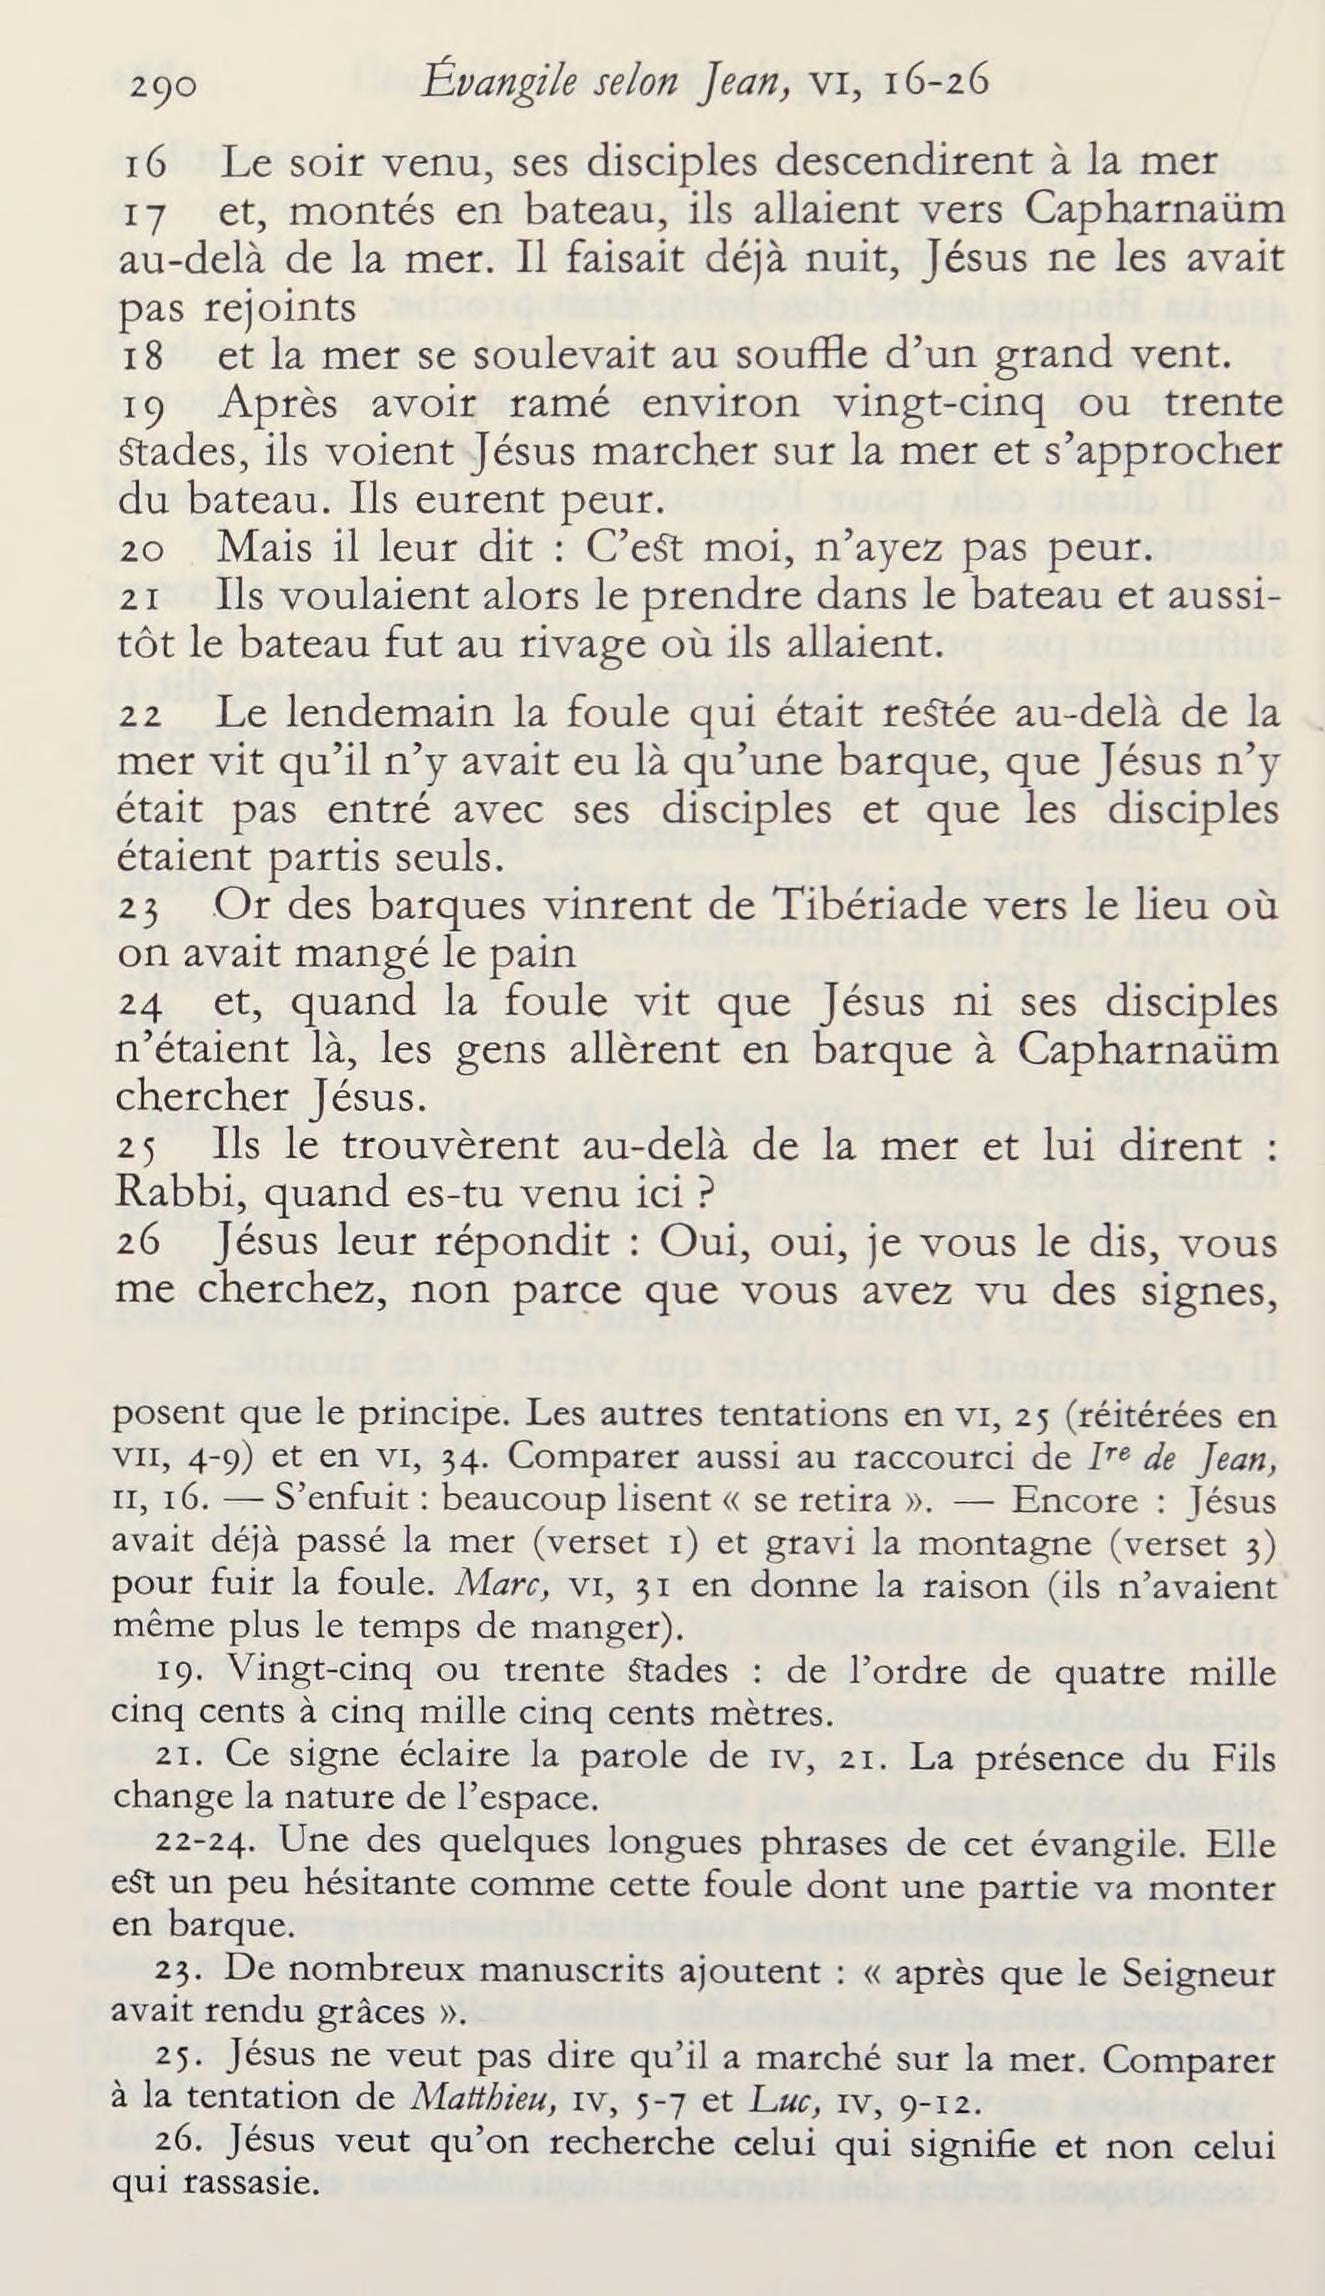 290 Évangile selon Jean, VI, 16-26
16 Le soir venu, ses disciples descendirent à la mer
17 et, montés en bateau, ils allaient vers Capharnaüm
au-delà de la mer. Il faisait déjà nuit, Jésus ne les avait
pas rejoints
18 et la mer se soulevait au souffle d'un grand vent.
19 Après avoir ramé environ vingt-cinq ou trente
stades, ils voient Jésus marcher sur la mer et s'approcher
du bateau. Ils eurent peur.
20 Mais il leur dit : C'est moi, n'ayez pas peur.
21 Ils voulaient alors le prendre dans le bateau et aussi-
tôt le bateau fut au rivage où ils allaient.
22 Le lendemain la foule qui était restée au-delà de la
mer vit qu'il n'y avait eu là qu'une barque, que Jésus n'y
était pas entré avec ses disciples et que les disciples
étaient partis seuls.
23 Or des barques vinrent de Tibériade vers le lieu où
on avait mangé le pain
24 et, quand la foule vit que Jésus ni ses disciples
n'étaient là, les gens allèrent en barque à Capharnaüm
chercher Jésus.
25 Ils le trouvèrent au-delà de la mer et lui dirent :
Rabbi, quand es-tu venu ici ?
26 Jésus leur répondit : Oui, oui, je vous le dis, vous
me cherchez, non parce que vous avez vu des signes,
posent que le principe. Les autres tentations en VI, 25 (réitérées en
VII, 4-9) et en VI, 34. Comparer aussi au raccourci de Ire de Jean,
II, 16. — S'enfuit : beaucoup lisent « se retira ». — Encore : Jésus
avait déjà passé la mer (verset 1) et gravi la montagne (verset 3)
pour fuir la foule. Marc, VI, 31 en donne la raison (ils n'avaient
même plus le temps de manger).
19. Vingt-cinq ou trente stades : de l'ordre de quatre mille
cinq cents à cinq mille cinq cents mètres.
21. Ce signe éclaire la parole de IV, 21. La présence du Fils
change la nature de l'espace.
22-24. Une des quelques longues phrases de cet évangile. Elle
est un peu hésitante comme cette foule dont une partie va monter
en barque.
23. De nombreux manuscrits ajoutent : « après que le Seigneur
avait rendu grâces ».
25. Jésus ne veut pas dire qu'il a marché sur la mer. Comparer
à la tentation de Matthieu, IV, 5-7 et Luc, IV, 9-12.
26. Jésus veut qu'on recherche celui qui signifie et non celui
qui rassasie.